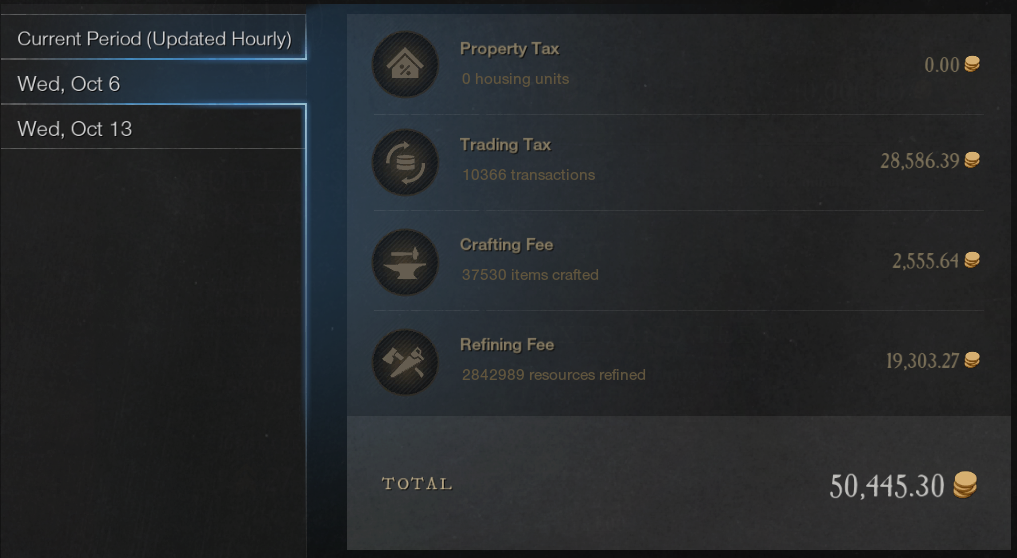 Current Period (Updated Hourly)
Wed, Oct 6
Wed, Oct 13
Property Tax
0 housing units
0.00
Trading Tax
10366 transactions
28,586.39
Crafting Fee
37530 items crafted
2,555.64
Refining Fee
2842989 resources refined
19,303.27
TOTAL
50,445.30